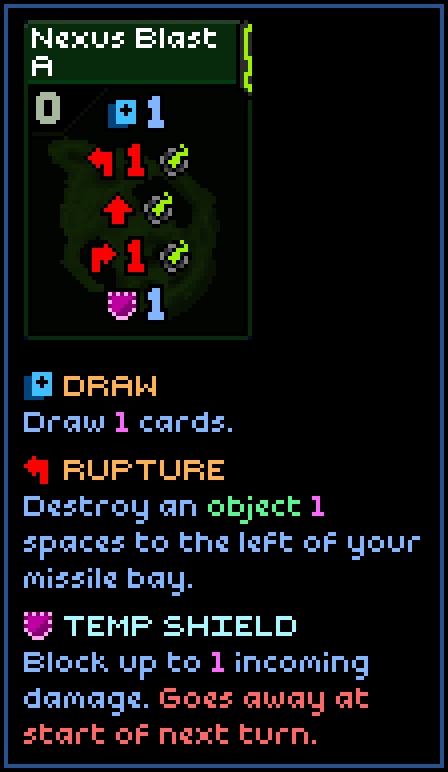 Nexus Blast
A
0
1
1
1
1
DRAW
Draw 1 cards.
RUPTURE
Destroy an object 1
spaces to the left of your
missile bay.
TEMP SHIELD
Block up to 1 incoming
damage. Goes away at
start of next turn.